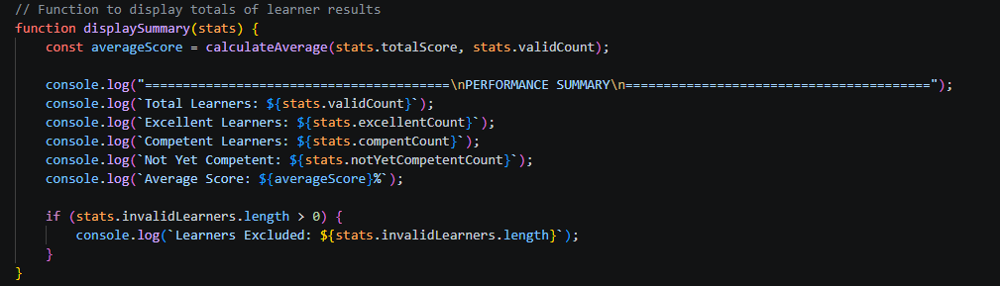 // Function to display totals of learner results
function displaySummary(stats) {
    const averageScore = calculateAverage(stats.totalScore, stats.validCount);

    console.log("========================================\nPERFORMANCE SUMMARY\n========================================");
    console.log(`Total Learners: ${stats.validCount}`);
    console.log(`Excellent Learners: ${stats.excellentCount}`);
    console.log(`Competent Learners: ${stats.compentCount}`);
    console.log(`Not Yet Competent: ${stats.notYetCompetentCount}`);
    console.log(`Average Score: ${averageScore}%`);

    if (stats.invalidLearners.length > 0) {
        console.log(`Learners Excluded: ${stats.invalidLearners.length}`);
    }
}